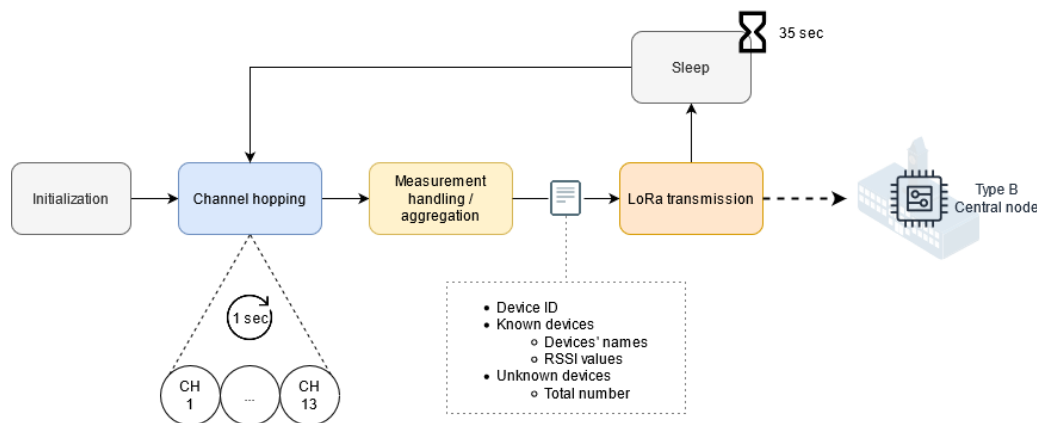 35 sec
Sleep
Initialization
Channel hopping
Measurement
handling /
aggregation
LoRa transmission
Type B
Central node
1 sec
CH
1
...
CH
13
Device ID
Known devices
Devices' names
RSSI values
Unknown devices
Total number